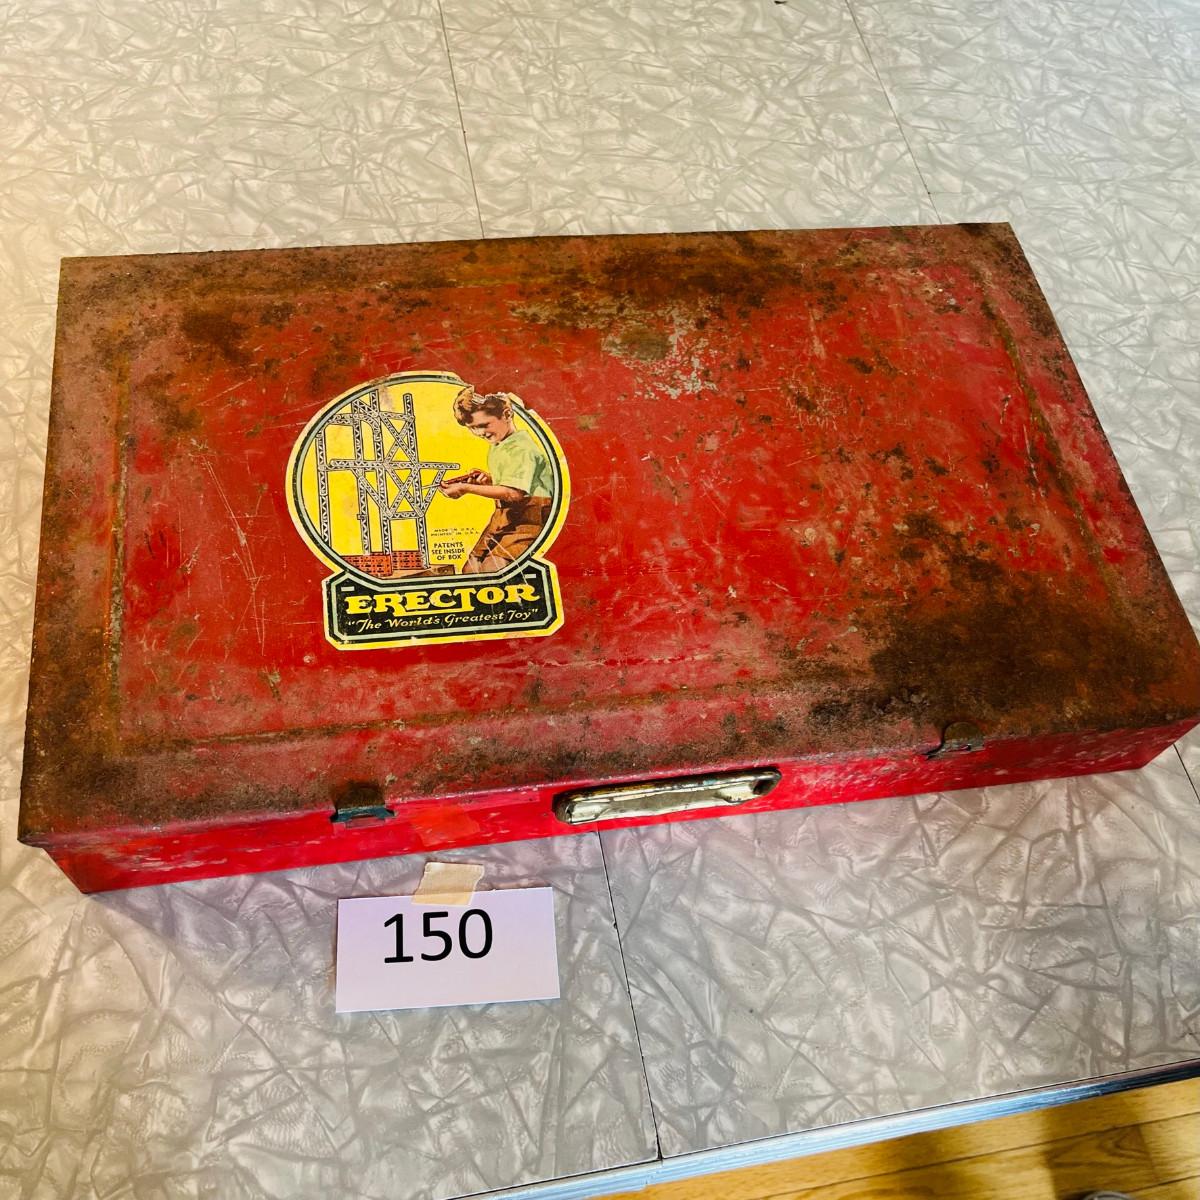 MADE IN U.S.A.
PRINTED IN U.S.A.
PATENTS
SEE INSIDE
OF BOX
ERECTOR
"The World's Greatest Toy"
150